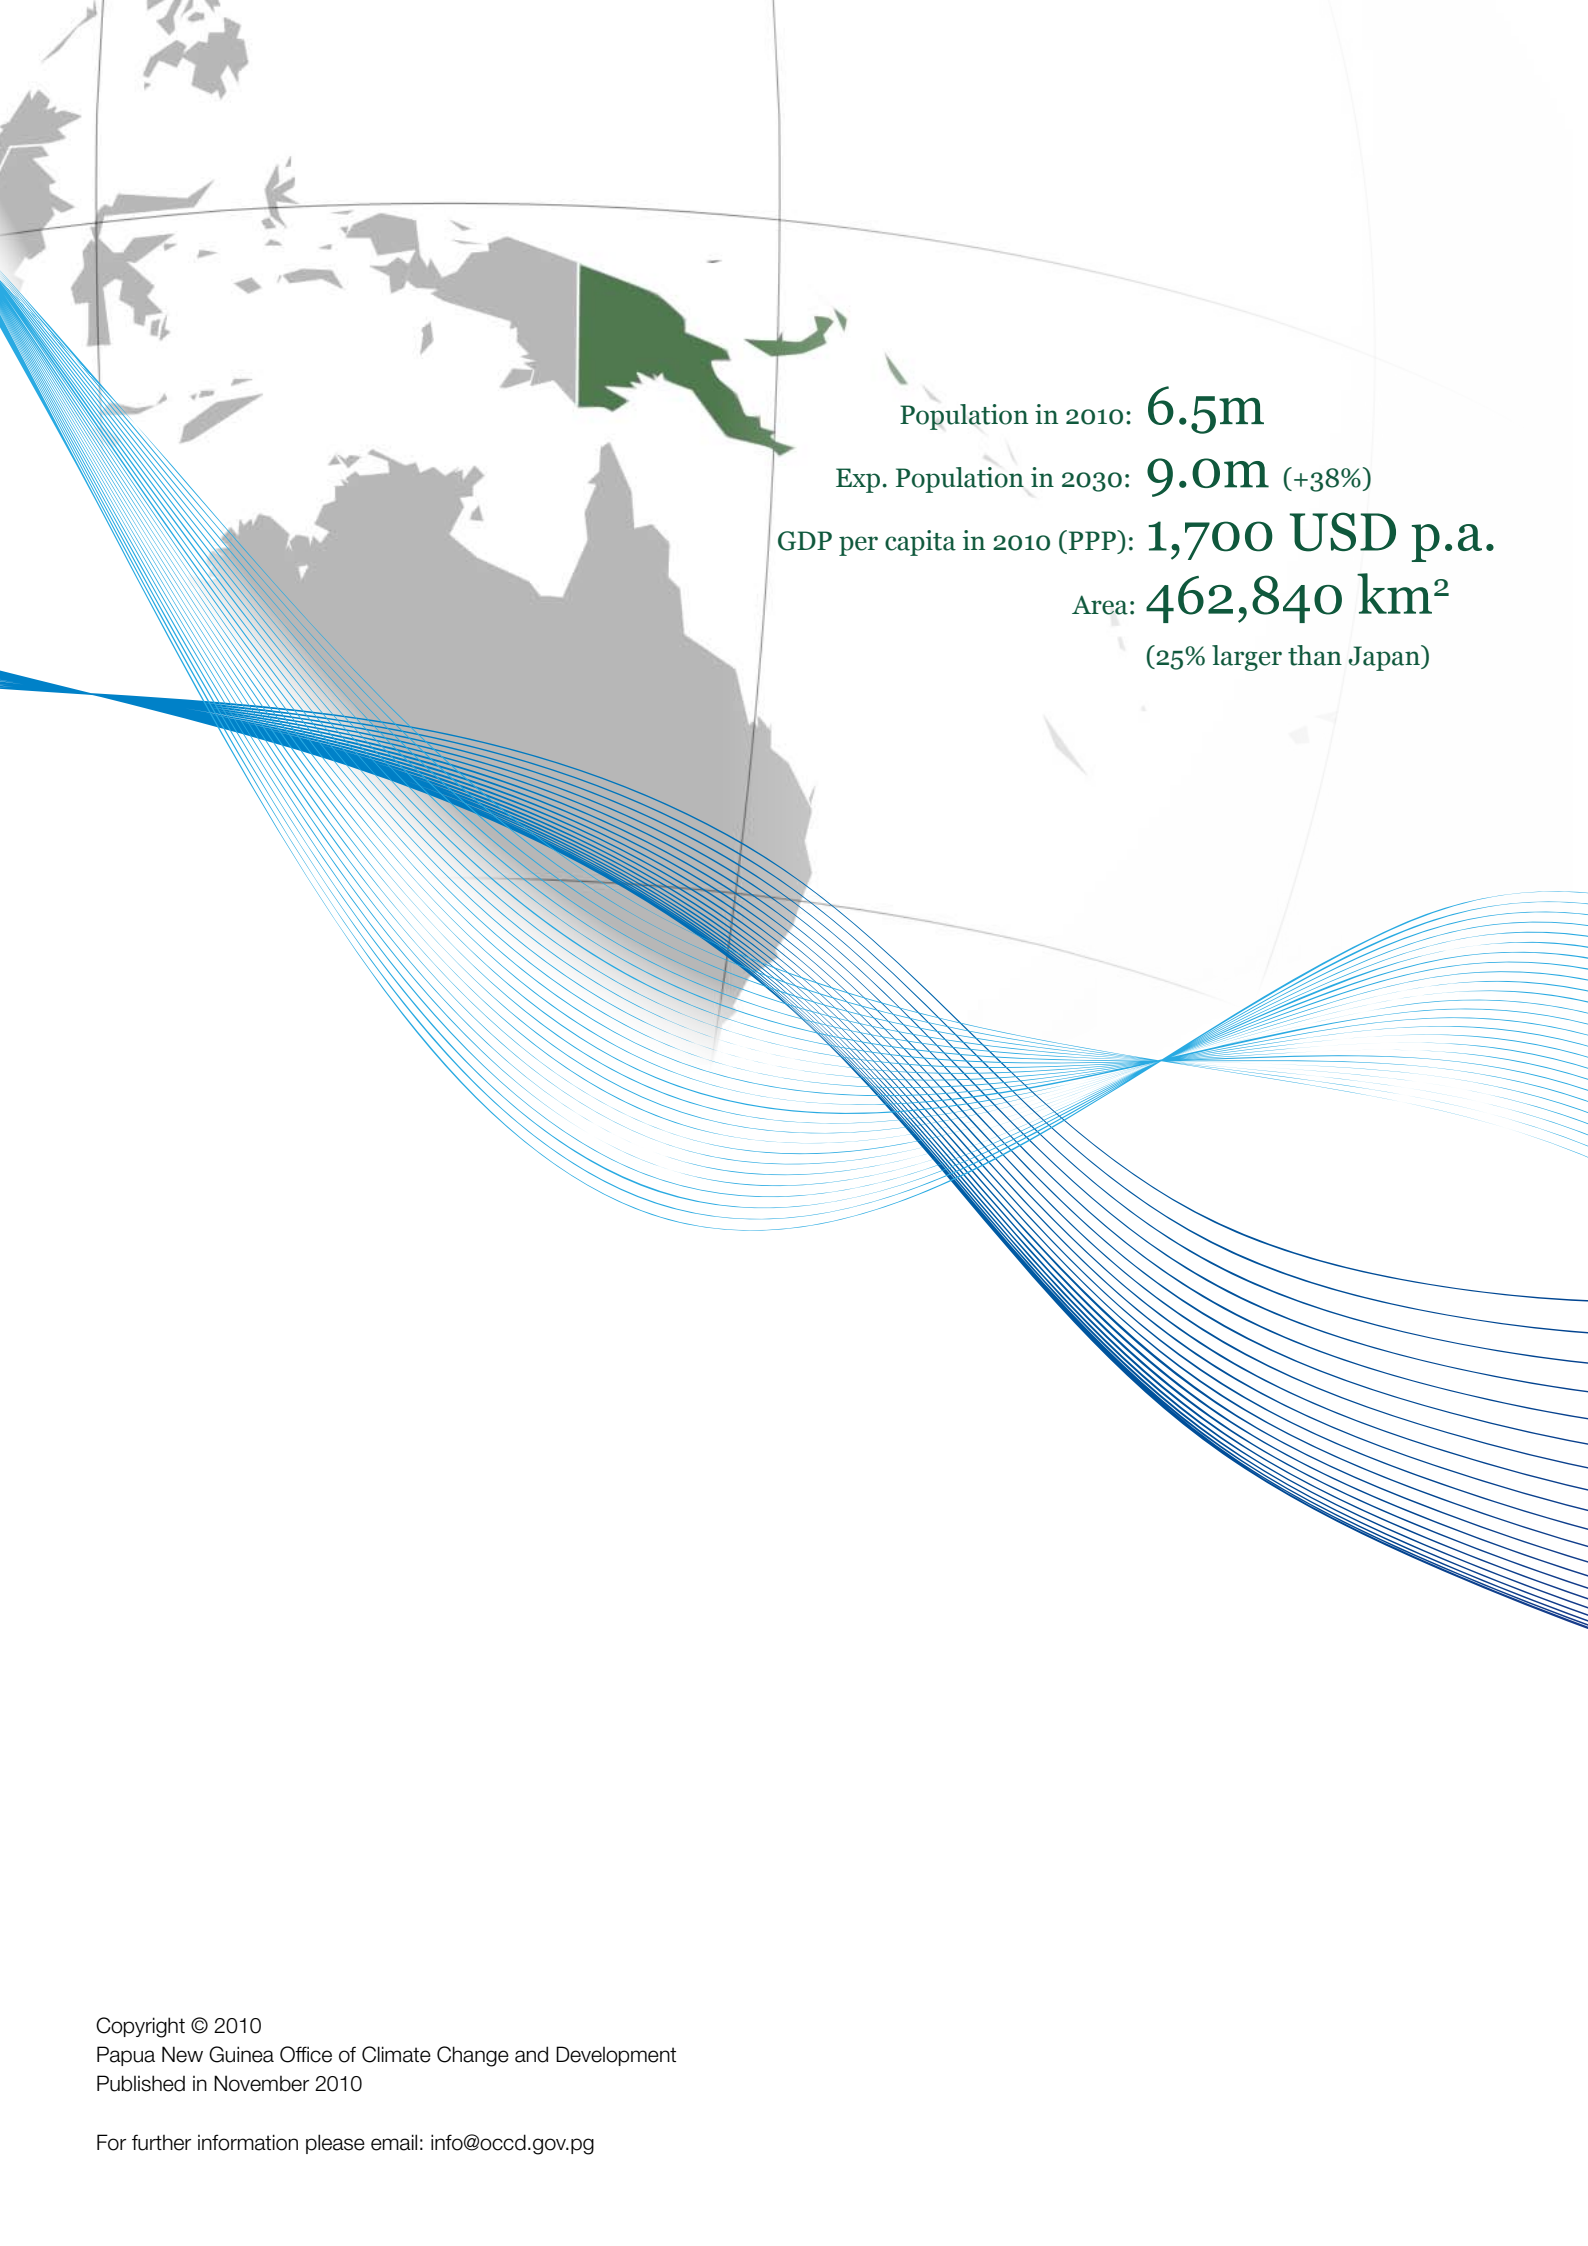 Population in 2010: 6.5m
Exp. Population in 2030: 9.0m (+38%)
GDP per capita in 2010 (PPP): 1,700 USD p.a.
Area: 462,840 km²
(25% larger than Japan)
Copyright © 2010
Papua New Guinea Office of Climate Change and Development
Published in November 2010
For further information please email: info@occd.gov.pg